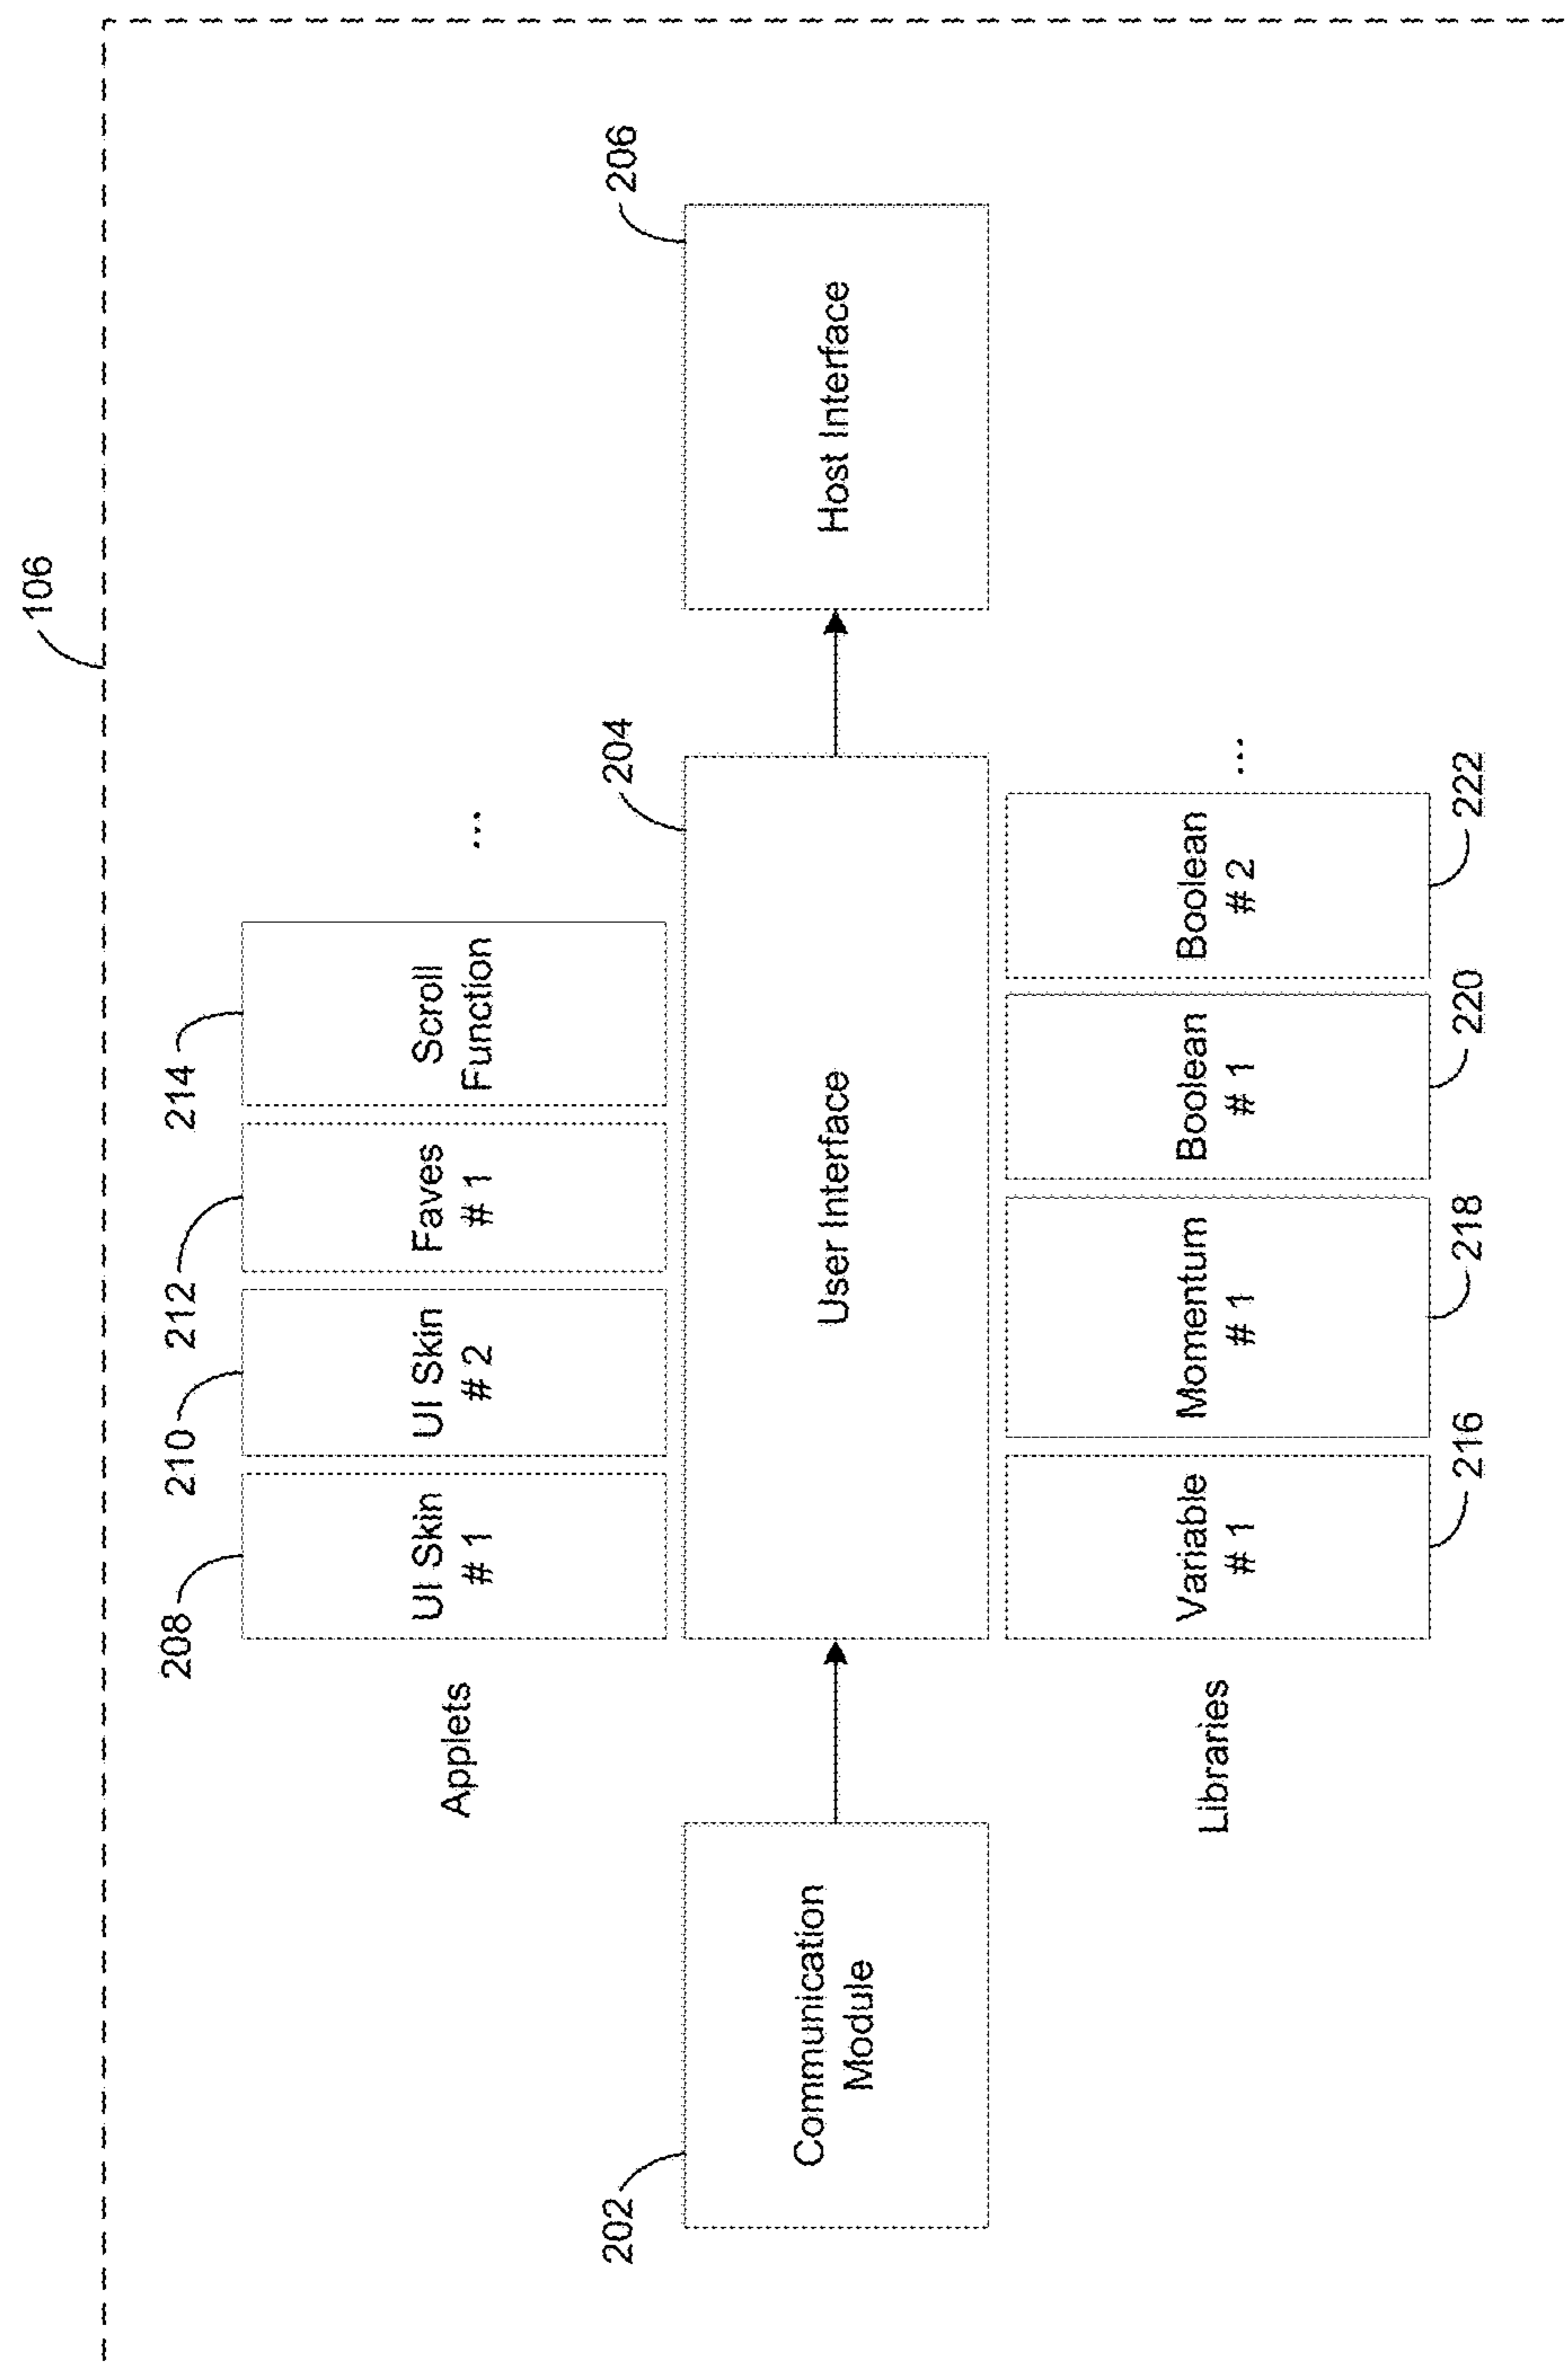 106
208
210
212
214
UI Skin
# 1
UI Skin
# 2
Faves
# 1
Scroll
Function
...
Applets
202
204
206
Communication
Module
User Interface
Host Interface
Libraries
Variable
# 1
Momentum
# 1
Boolean
# 1
Boolean
# 2
...
216
218
220
222